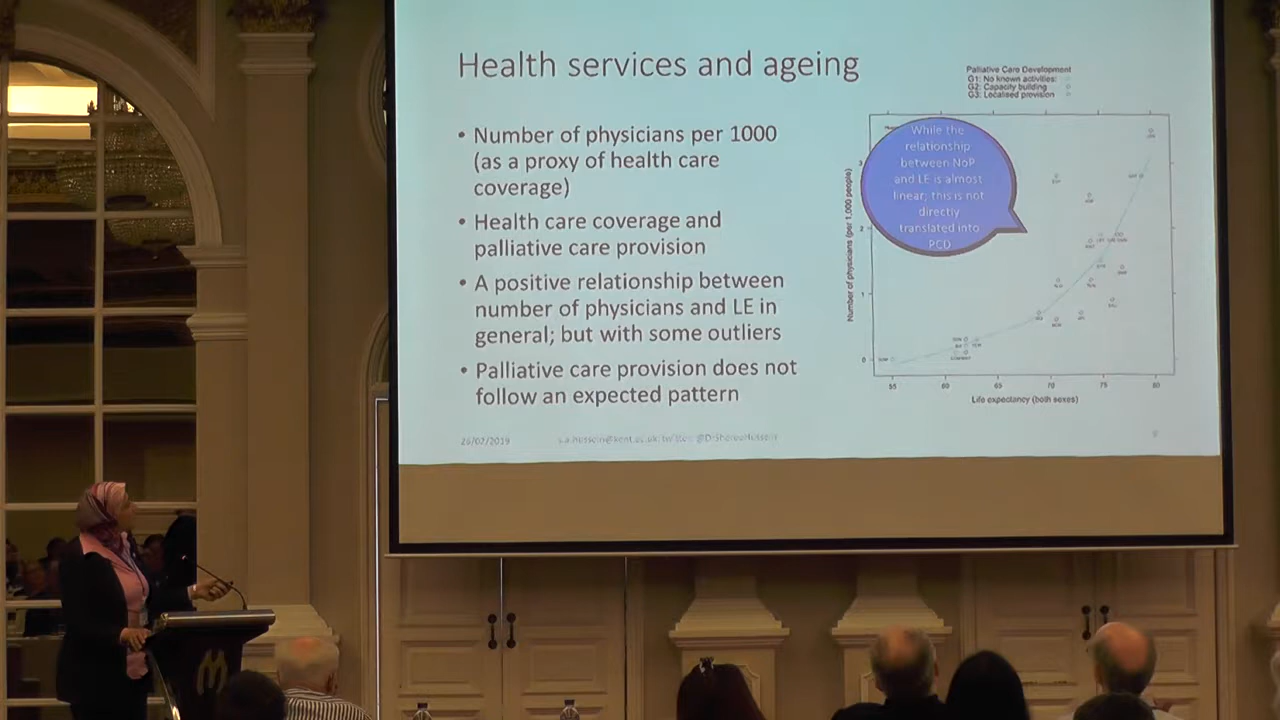 Health services and ageing
• Number of physicians per 1000
(as a proxy of health care
coverage)
• Health care coverage and
palliative care provision
• A positive relationship between
number of physicians and LE in
general; but with some outliers
• Palliative care provision does not
follow an expected pattern
Palliative Care Development
G1: No known activities:
G2: Capacity building
G3: Localised provision
While the
relationship
between NoP
and LE is almost
linear; this is not
directly
translated into
PCD
Number of physicians (per 1,000 people)
3
2
1
0
55 60 65 70 75 80
Life expectancy (both sexes)
26/02/2019
9
M